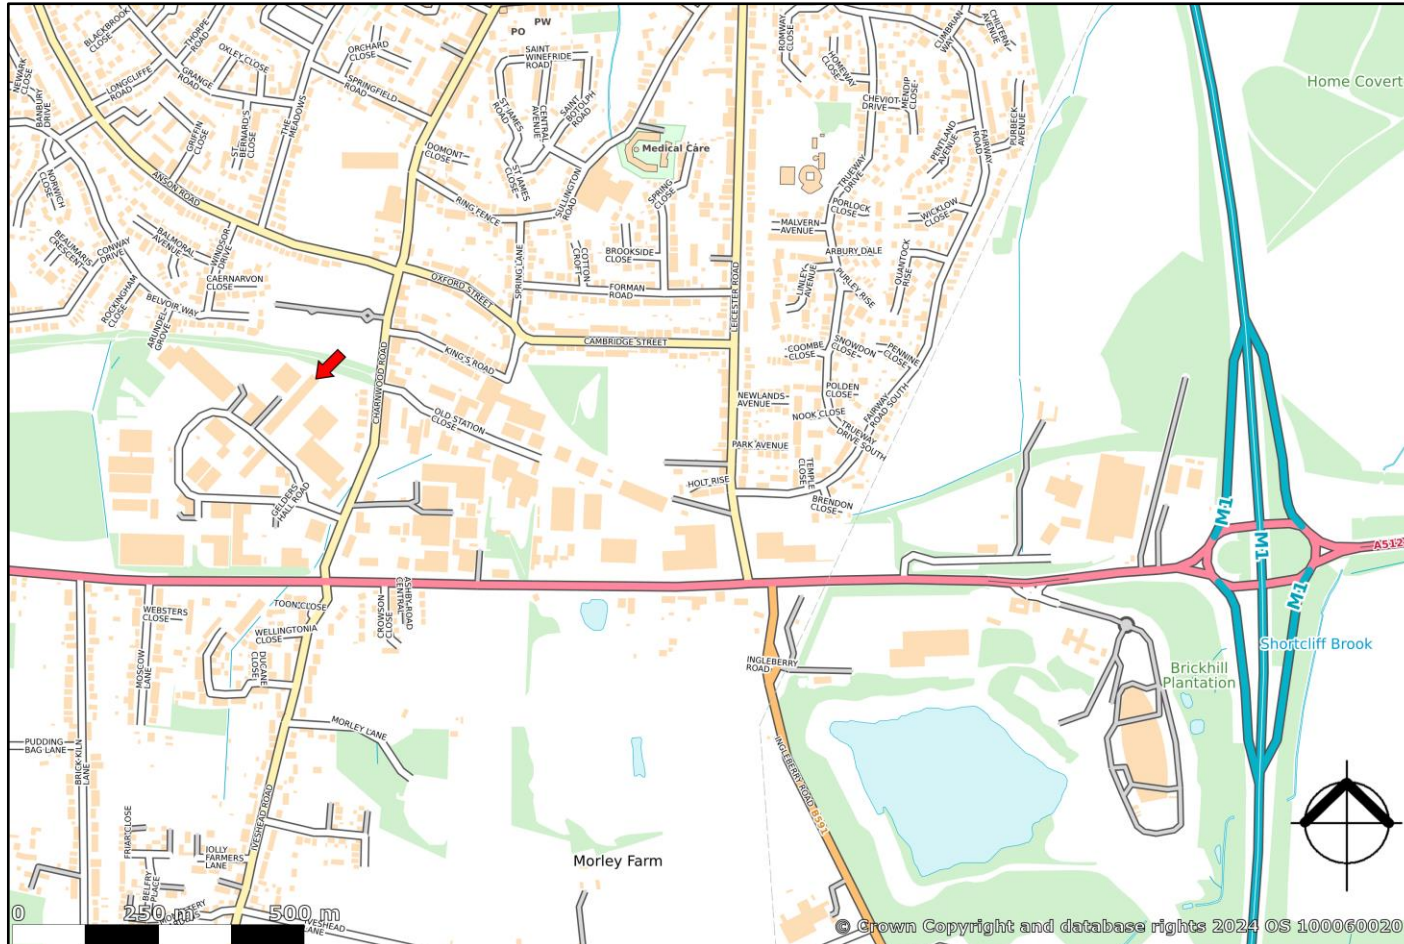 BLACKBROOK
CLOSE
THORPE
ROAD
OXLEY CLOSE
GRANGE
ROAD
NEWARK
CLOSE
BANBURY
DRIVE
LONGCLIFFE
ROAD
GRIFFIN
CLOSE
ST
BERNARD'S
CLOSE
THE
MEADOWS
ORCHARD
CLOSE
SPRINGFIELD
ROAD
PW
PO
SAINT
WINEFRIDE
ROAD
ST JAMES
ROAD
CENTRAL
AVENUE
SAINT
BOTOLPH
ROAD
DOMONT
CLOSE
ST JAMES
CLOSE
Medical Care
SPRING
CLOSE
SULLINGTON
ROAD
RING FENCE
ROMWAY
CLOSE
HOMEWAY
CLOSE
CUMBRIAN
WAY
CHILTERN
AVENUE
CHEVIOT
DRIVE
MENDIP
CLOSE
PENTLAND
AVENUE
FAIRWAY
ROAD
PURBECK
AVENUE
Home Covert
NORWICH
CLOSE
ANSON ROAD
BEAUMARIS
CRESCENT
CONWAY
DRIVE
BALMORAL
AVENUE
WINDSOR
DRIVE
CAERNARVON
CLOSE
ROCKINGHAM
CLOSE
BELVOIR WAY
ARUNDEL
GROVE
TRUEWAY
DRIVE
PORLOCK
CLOSE
WICKLOW
CLOSE
MALVERN
AVENUE
ARBURY DALE
LINLEY
AVENUE
PURLEY RISE
QUANTOCK
RISE
OXFORD STREET
SPRING LANE
COTTON
CROFT
BROOKSIDE
CLOSE
FORMAN
ROAD
LEICESTER ROAD
CAMBRIDGE STREET
KING'S ROAD
CHARNWOOD ROAD
OLD STATION
CLOSE
COOMBE
CLOSE
SNOWDON
CLOSE
PENNINE
CLOSE
POLDEN
CLOSE
NEWLANDS
AVENUE
NOOK CLOSE
FAIRWAY
ROAD SOUTH
TRUEWAY
DRIVE SOUTH
PARK AVENUE
TEMPLE
CLOSE
HOLT RISE
BRENDON
CLOSE
GELDERS
HALL ROAD
M1
M1
M1
A512
WEBSTERS
CLOSE
TOON CLOSE
WELLINGTONIA
CLOSE
MOSCOW
LANE
DUCANE
CLOSE
CROWSON
CLOSE
ASHBY ROAD
CENTRAL
INGLEBERRY
ROAD
Shortcliff Brook
Brickhill
Plantation
MORLEY LANE
PUDDING
BAG LANE
BRICK-KILN
LANE
IVESHEAD ROAD
INGLEBERRY ROAD B591
FRIAR CLOSE
JOLLY
FARMERS
LANE
BELFRY
PLACE
Morley Farm
IVESHEAD
LANE
0 250 m 500 m
© Crown Copyright and database rights 2024 OS 100060020